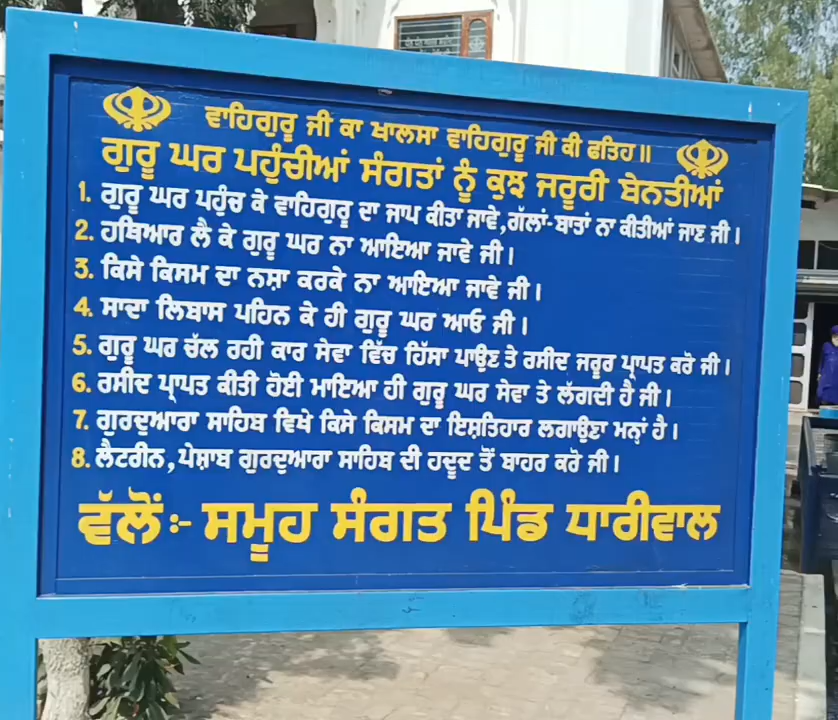 ਵਾਹਿਗੁਰੂ ਜੀ ਕਾ ਖਾਲਸਾ ਵਾਹਿਗੁਰੂ ਜੀ ਕੀ ਫਤਿਹ॥
ਗੁਰੂ ਘਰ ਪਹੁੰਚੀਆਂ ਸੰਗਤਾਂ ਨੂੰ ਕੁਝ ਜਰੂਰੀ ਬੇਨਤੀਆਂ
1. ਗੁਰੂ ਘਰ ਪਹੁੰਚ ਕੇ ਵਾਹਿਗੁਰੂ ਦਾ ਜਾਪ ਕੀਤਾ ਜਾਵੇ,ਗੱਲਾਂ-ਬਾਤਾਂ ਨਾ ਕੀਤੀਆਂ ਜਾਣ ਜੀ।
2. ਹਥਿਆਰ ਲੈ ਕੇ ਗੁਰੂ ਘਰ ਨਾ ਆਇਆ ਜਾਵੇ ਜੀ।
3. ਕਿਸੇ ਕਿਸਮ ਦਾ ਨਸ਼ਾ ਕਰਕੇ ਨਾ ਆਇਆ ਜਾਵੇ ਜੀ।
4. ਸਾਦਾ ਲਿਬਾਸ ਪਹਿਨ ਕੇ ਹੀ ਗੁਰੂ ਘਰ ਆਓ ਜੀ।
5. ਗੁਰੂ ਘਰ ਚੱਲ ਰਹੀ ਕਾਰ ਸੇਵਾ ਵਿੱਚ ਹਿੱਸਾ ਪਾਉਣ ਤੇ ਰਸੀਦ ਜਰੂਰ ਪ੍ਰਾਪਤ ਕਰੋ ਜੀ।
6. ਰਸੀਦ ਪ੍ਰਾਪਤ ਕੀਤੀ ਹੋਈ ਮਾਇਆ ਹੀ ਗੁਰੂ ਘਰ ਸੇਵਾ ਤੇ ਲੱਗਦੀ ਹੈ ਜੀ।
7. ਗੁਰਦੁਆਰਾ ਸਾਹਿਬ ਵਿਖੇ ਕਿਸੇ ਕਿਸਮ ਦਾ ਇਸ਼ਤਿਹਾਰ ਲਗਾਉਣਾ ਮਨ੍ਹਾਂ ਹੈ।
8. ਲੈਟਰੀਨ,ਪੇਸ਼ਾਬ ਗੁਰਦੁਆਰਾ ਸਾਹਿਬ ਦੀ ਹਦੂਦ ਤੋਂ ਬਾਹਰ ਕਰੋ ਜੀ।
ਵੱਲੋਂ :- ਸਮੂਹ ਸੰਗਤ ਪਿੰਡ ਧਾਰੀਵਾਲ